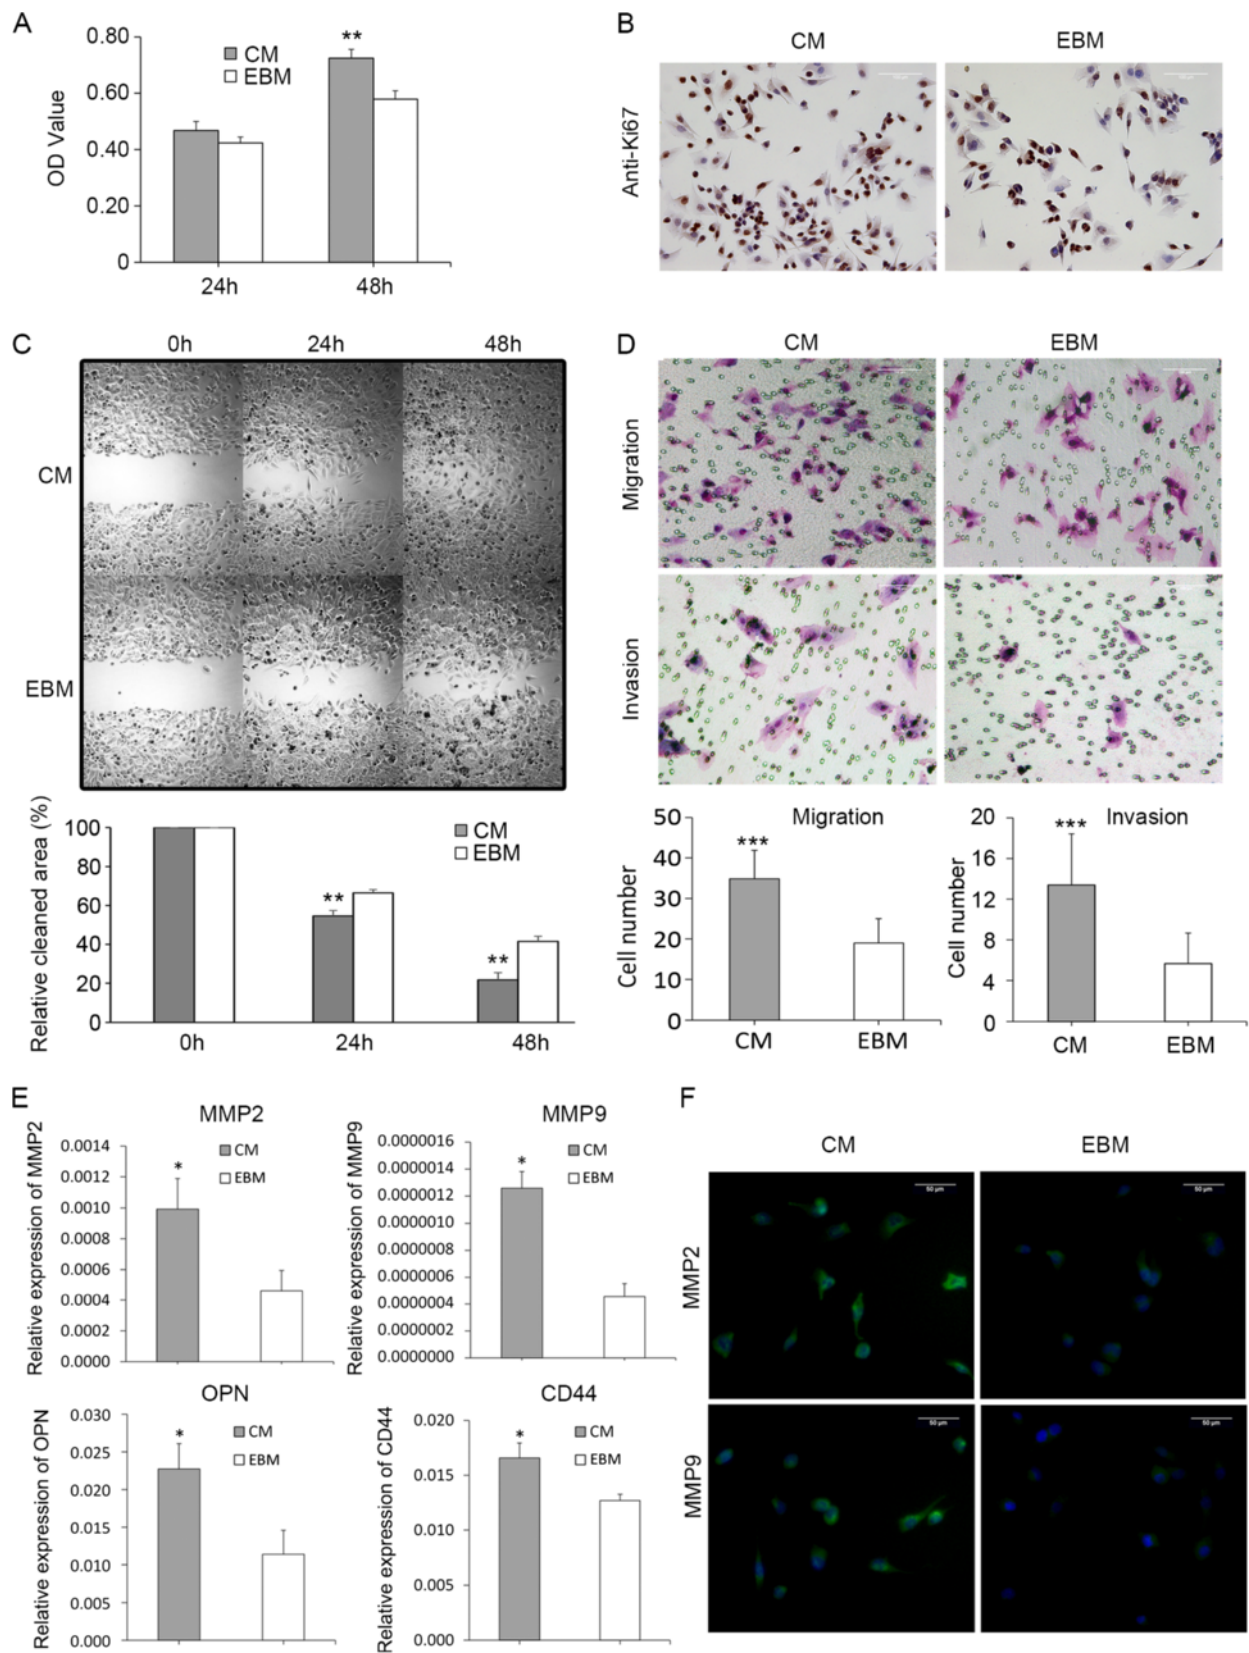 A
0.80
0.60
0.40
0.20
0
OD Value
CM
EBM
**
24h
48h
B
CM
EBM
Anti-Ki67
C
0h
24h
48h
CM
EBM
Relative cleaned area (%)
100
80
60
40
20
0
CM
EBM
**
**
0h
24h
48h
D
CM
EBM
Migration
Invasion
Migration
Cell number
50
40
30
20
10
0
***
CM
EBM
Invasion
Cell number
20
16
12
8
4
0
***
CM
EBM
E
MMP2
Relative expression of MMP2
0.0014
0.0012
0.0010
0.0008
0.0006
0.0004
0.0002
0.0000
*
CM
EBM
MMP9
Relative expression of MMP9
0.0000016
0.0000014
0.0000012
0.0000010
0.0000008
0.0000006
0.0000004
0.0000002
0.0000000
*
CM
EBM
OPN
Relative expression of OPN
0.030
0.025
0.020
0.015
0.010
0.005
0.000
*
CM
EBM
CD44
Relative expression of CD44
0.020
0.015
0.010
0.005
0.000
*
CM
EBM
F
CM
EBM
MMP2
MMP9
50 µm
50 µm
50 µm
50 µm